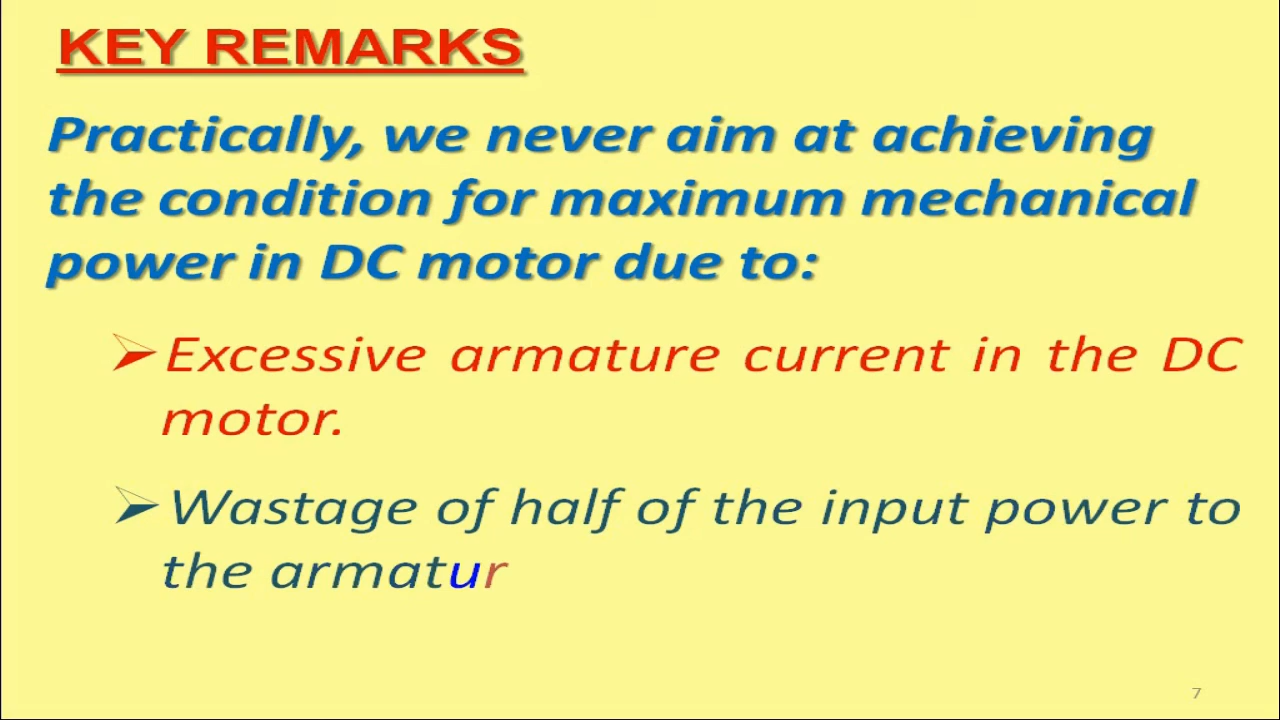 KEY REMARKS
Practically, we never aim at achieving
the condition for maximum mechanical
power in DC motor due to:
➢Excessive armature current in the DC
motor.
➢Wastage of half of the input power to
the armatur
7